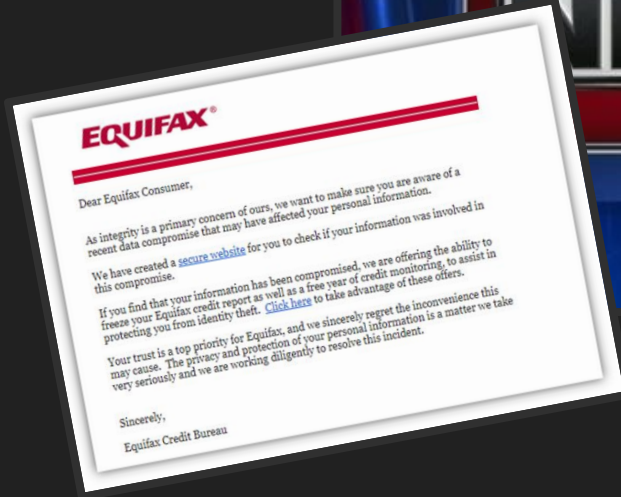 EQUIFAX®
Dear Equifax Consumer,
As integrity is a primary concern of ours, we want to make sure you are aware of a
recent data compromise that may have affected your personal information.
We have created a secure website for you to check if your information was involved in
this compromise.
If you find that your information has been compromised, we are offering the ability to
freeze your Equifax credit report as well as a free year of credit monitoring, to assist in
protecting you from identity theft. Click here to take advantage of these offers.
Your trust is a top priority for Equifax, and we sincerely regret the inconvenience this
may cause. The privacy and protection of your personal information is a matter we take
very seriously and we are working diligently to resolve this incident.
Sincerely,
Equifax Credit Bureau